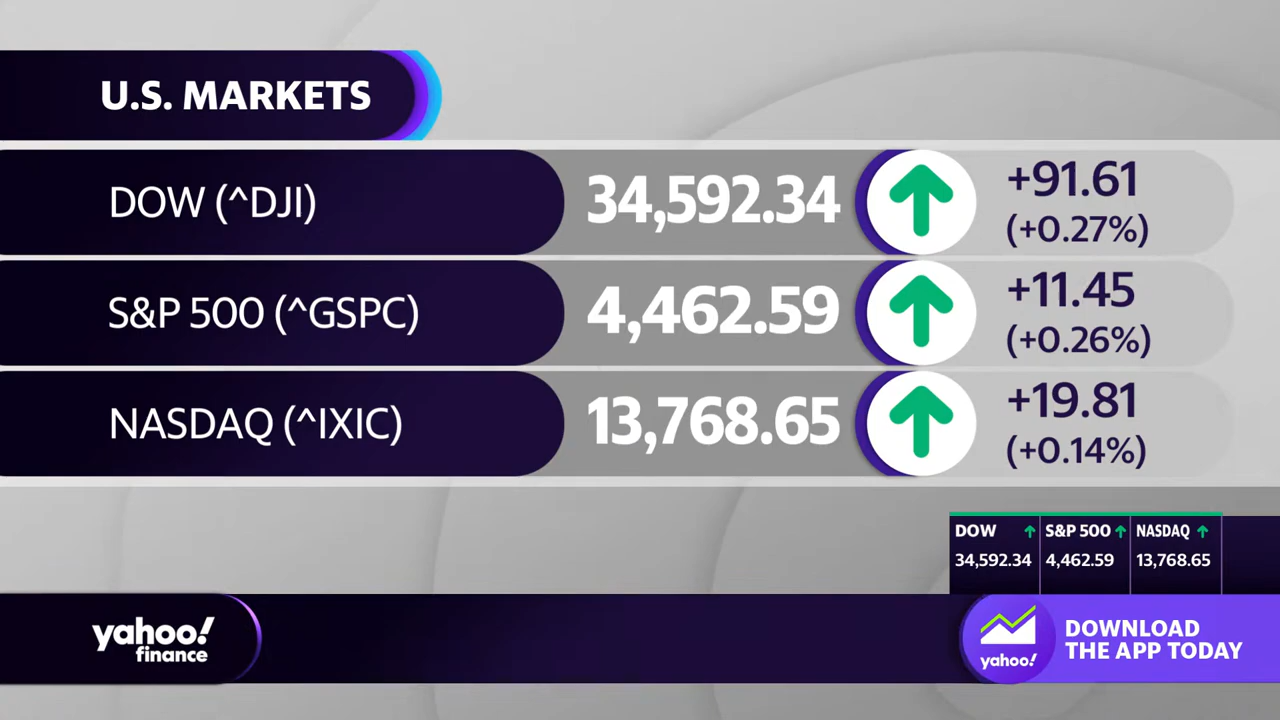 U.S. MARKETS
DOW (^DJI) 34,592.34 +91.61
(+0.27%)
S&P 500 (^GSPC) 4,462.59 +11.45
(+0.26%)
NASDAQ (^IXIC) 13,768.65 +19.81
(+0.14%)
DOW S&P 500 NASDAQ
34,592.34 4,462.59 13,768.65
yahoo!
finance
yahoo!
DOWNLOAD
THE APP TODAY